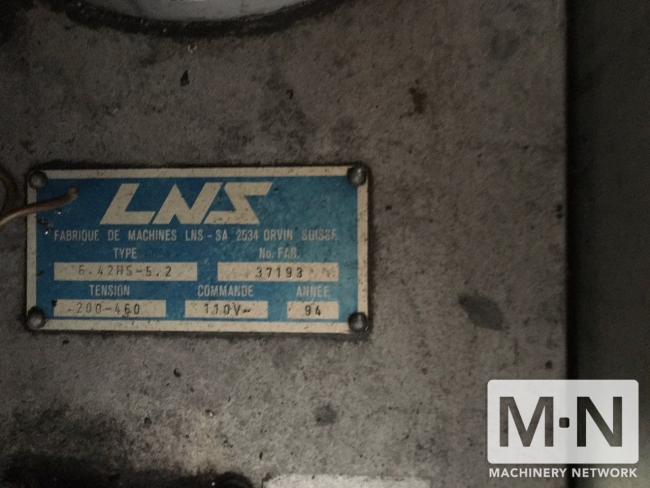 LNS
FABRIQUE DE MACHINES LNS - SA 2534 ORVIN SUISSE
TYPE No. FAB.
6.42HS-5.2 37193
TENSION COMMANDE ANNÉE
200-460 110V~ 94
M·N
MACHINERY NETWORK